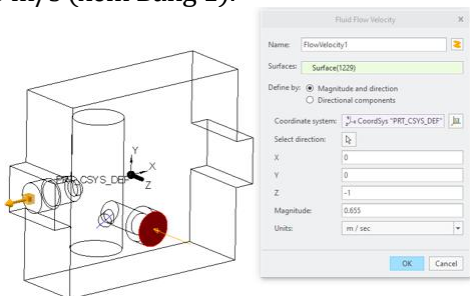 Fluid Flow Velocity
Name: FlowVelocity1
Surfaces: Surface(1229)
Define by: Magnitude and direction
Directional components
Coordinate system: CoordSys "PRT_CSYS_DEF"
Select direction:
X 0
Y 0
Z -1
Magnitude: 0.655
Units: m / sec
OK Cancel
Y
X
Z
CSYS_DEF